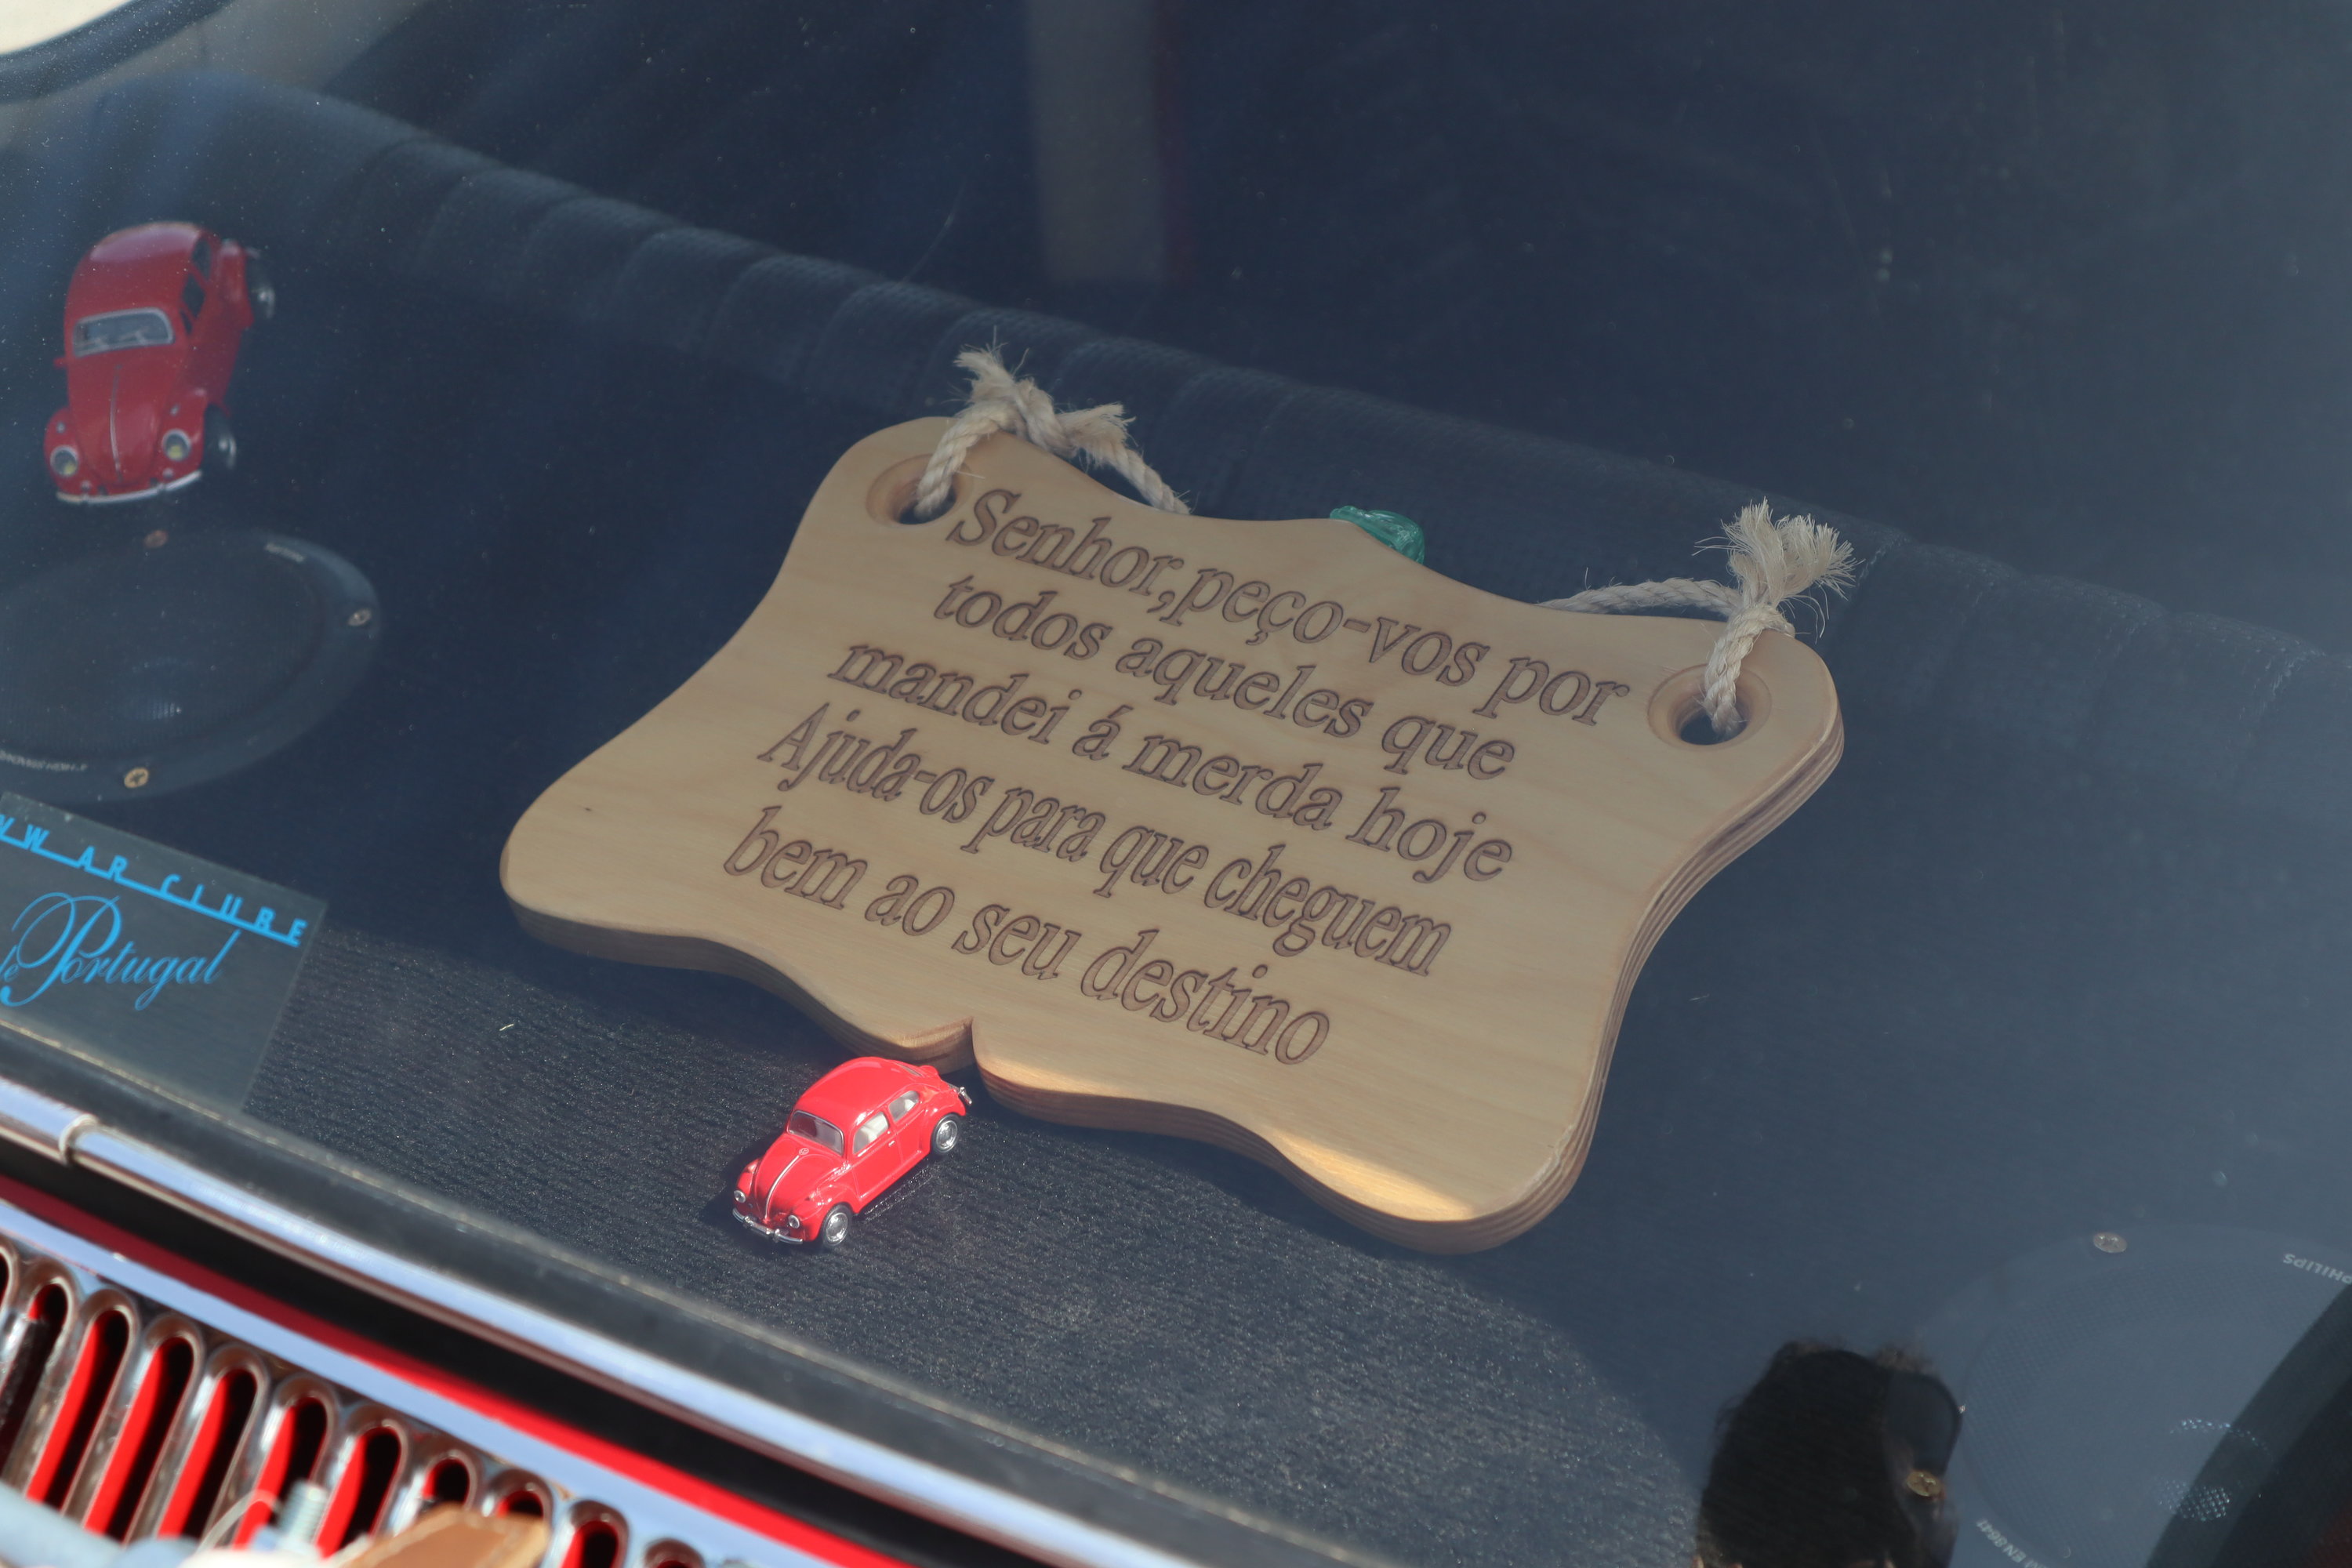 Senhor,peço-vos por
todos aqueles que
mandei á merda hoje
Ajuda-os para que cheguem
bem ao seu destino
VW AR CLUBE
de Portugal
PHILIPS